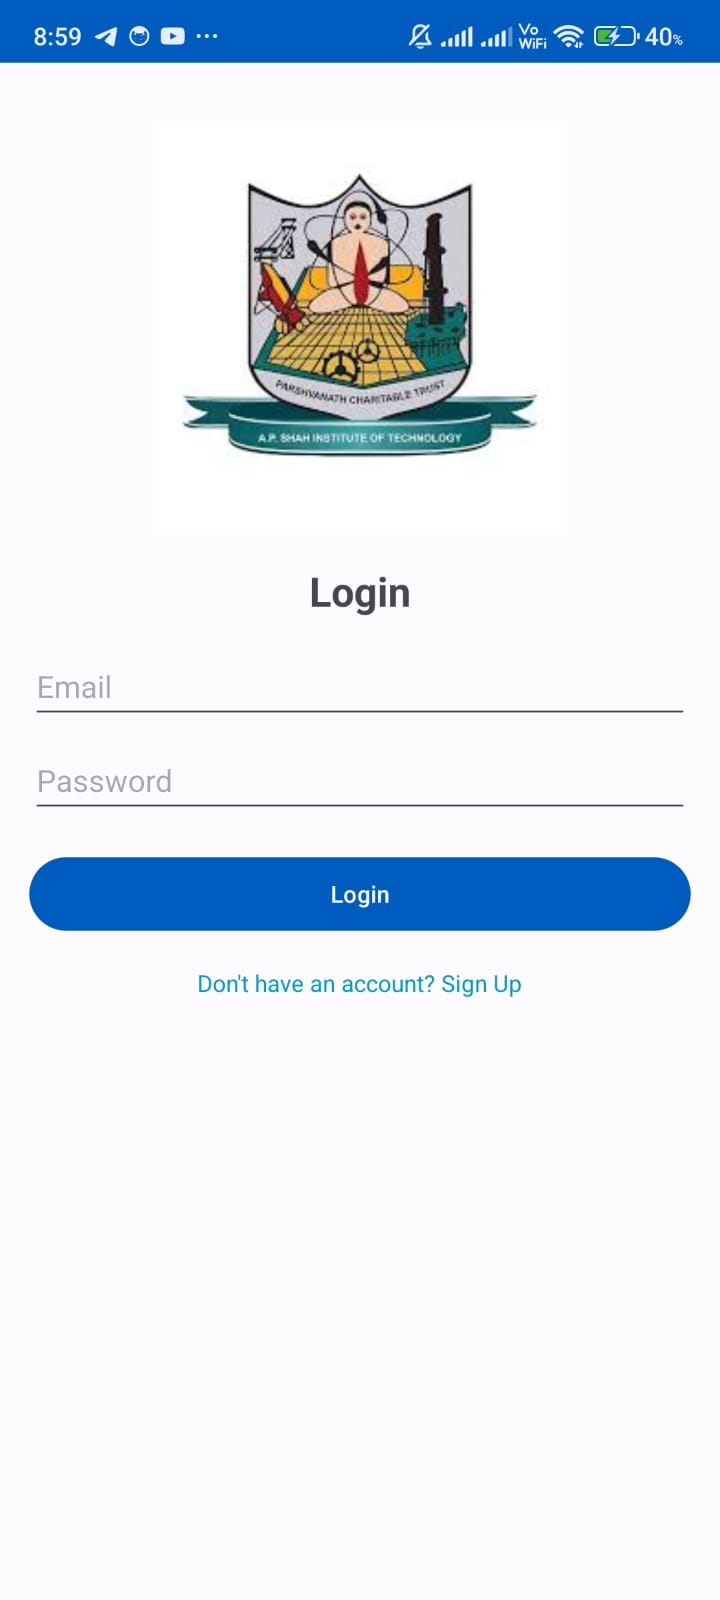 8:59
Vo
WiFi
40%
PARSHVANATH CHARITABLE TRUST
A.P. SHAH INSTITUTE OF TECHNOLOGY
Login
Email
Password
Login
Don't have an account? Sign Up